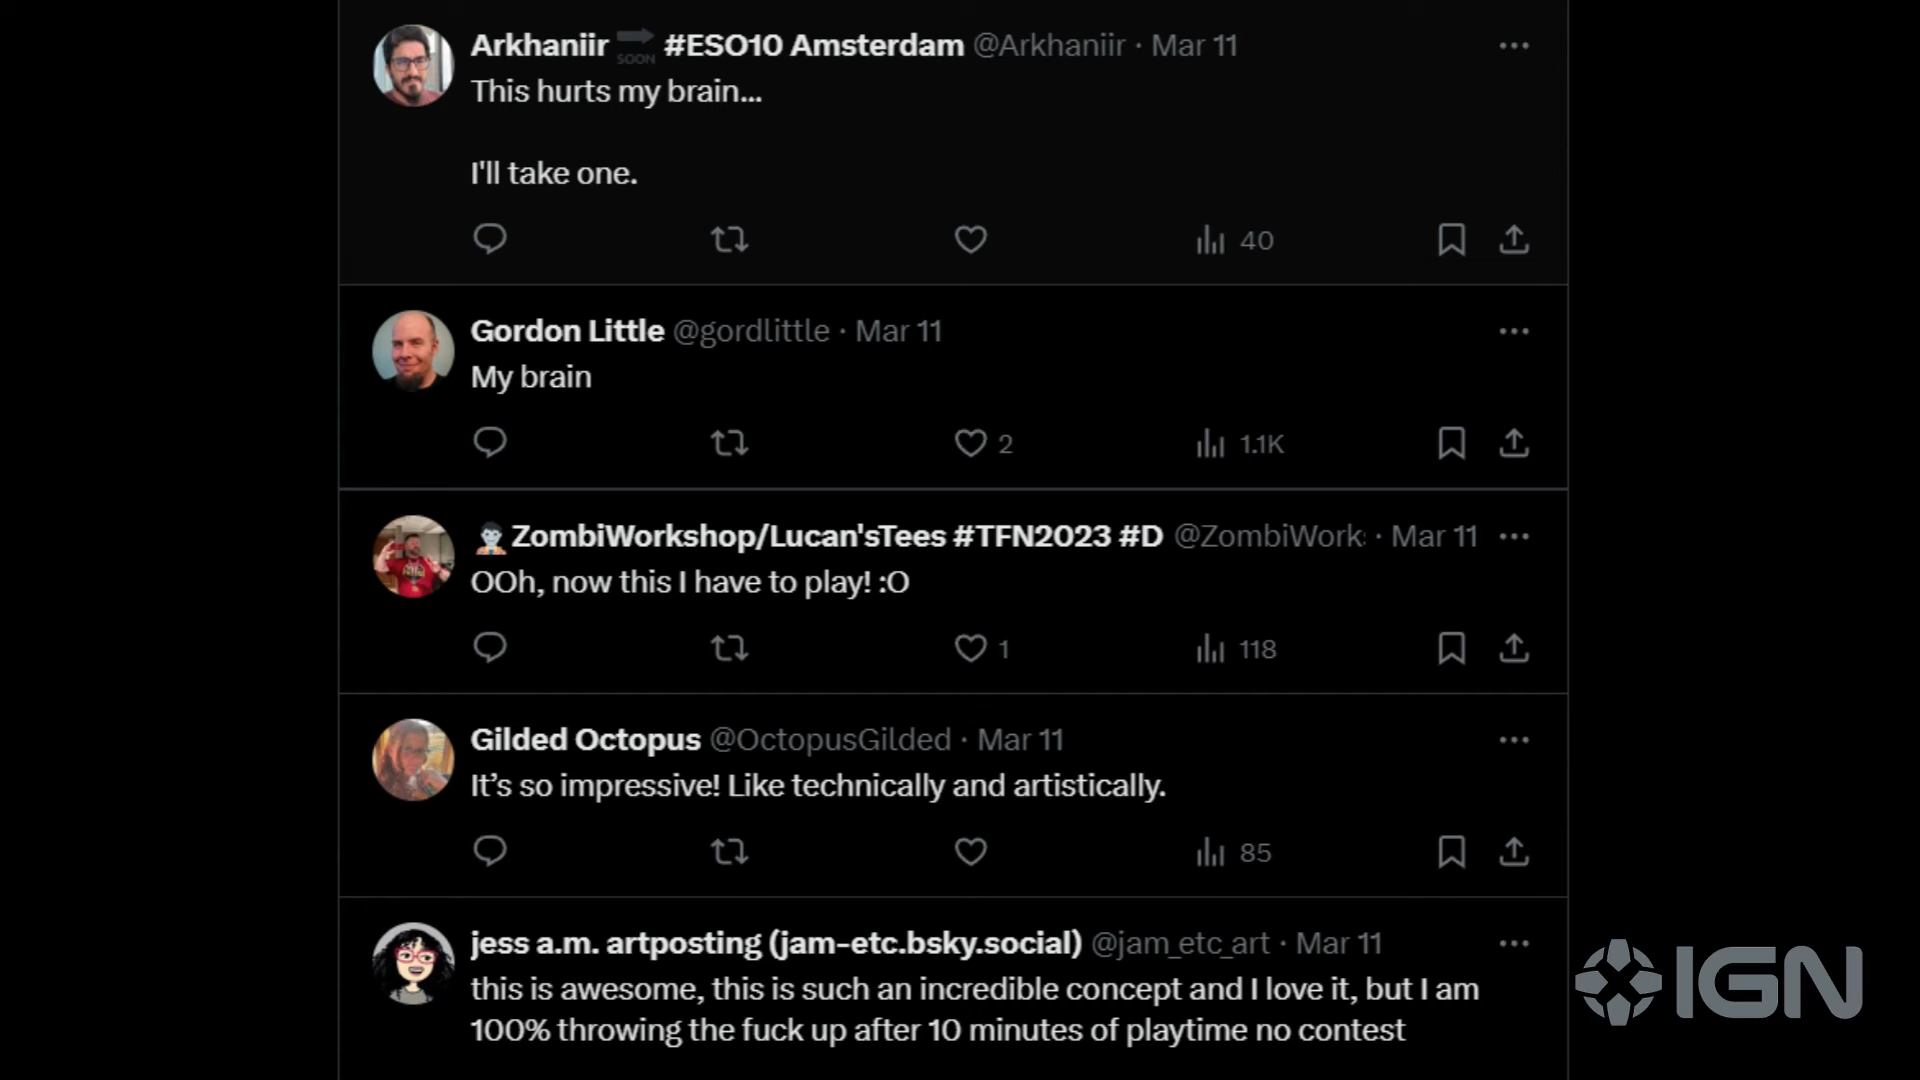 Arkhaniir 🔜 #ESO10 Amsterdam @Arkhaniir · Mar 11
This hurts my brain...
I'll take one.
40
Gordon Little @gordlittle · Mar 11
My brain
2 1.1K
ZombiWorkshop/Lucan'sTees #TFN2023 #D @ZombiWork · Mar 11
OOh, now this I have to play! :O
1 118
Gilded Octopus @OctopusGilded · Mar 11
It’s so impressive! Like technically and artistically.
85
jess a.m. artposting (jam-etc.bsky.social) @jam_etc_art · Mar 11
this is awesome, this is such an incredible concept and I love it, but I am
100% throwing the fuck up after 10 minutes of playtime no contest
IGN